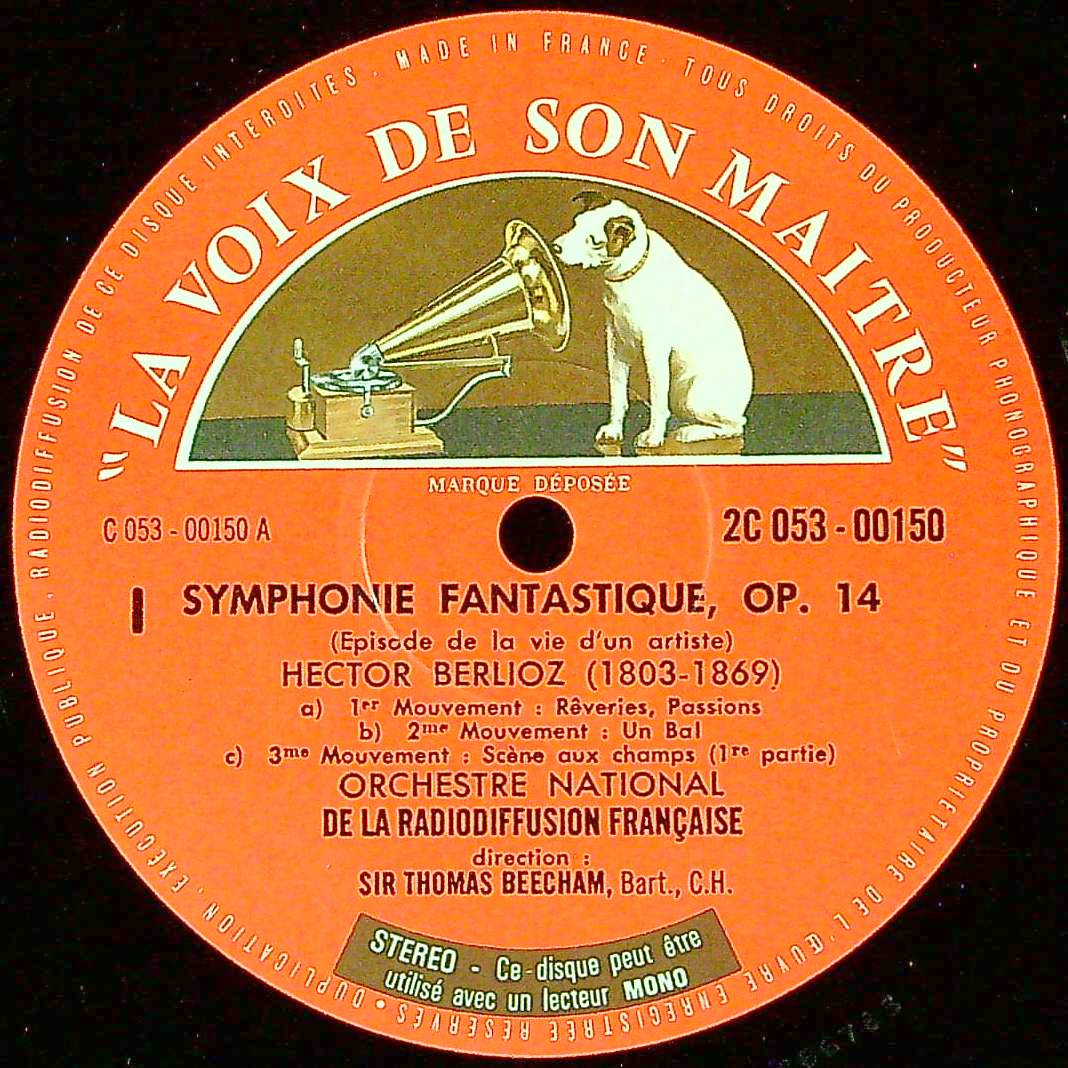 TOUS DROITS DU PRODUCTEUR PHONOGRAPHIQUE ET DU PROPRIETAIRE DE L'ŒUVRE ENREGISTRÉE RÉSERVÉS • DUPLICATION . EXÉCUTION PUBLIQUE . RADIODIFFUSION DE CE DISQUE INTERDITES . MADE IN FRANCE .
"LA VOIX DE SON MAITRE"
MARQUE DÉPOSÉE
C 053 - 00150 A
2C 053 - 00150
I SYMPHONIE FANTASTIQUE, OP. 14
(Episode de la vie d'un artiste)
HECTOR BERLIOZ (1803-1869)
a) 1er Mouvement : Rêveries, Passions
b) 2me Mouvement : Un Bal
c) 3me Mouvement : Scène aux champs (1re partie)
ORCHESTRE NATIONAL
DE LA RADIODIFFUSION FRANÇAISE
direction :
SIR THOMAS BEECHAM, Bart., C.H.
STEREO - Ce disque peut être
utilisé avec un lecteur MONO